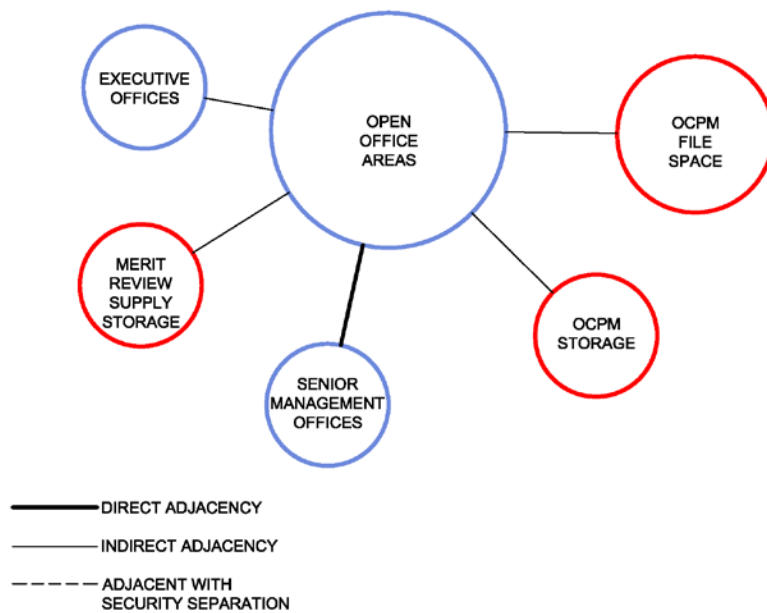 EXECUTIVE
OFFICES
OPEN
OFFICE
AREAS
OCPM
FILE
SPACE
MERIT
REVIEW
SUPPLY
STORAGE
OCPM
STORAGE
SENIOR
MANAGEMENT
OFFICES
DIRECT ADJACENCY
INDIRECT ADJACENCY
ADJACENT WITH
SECURITY SEPARATION